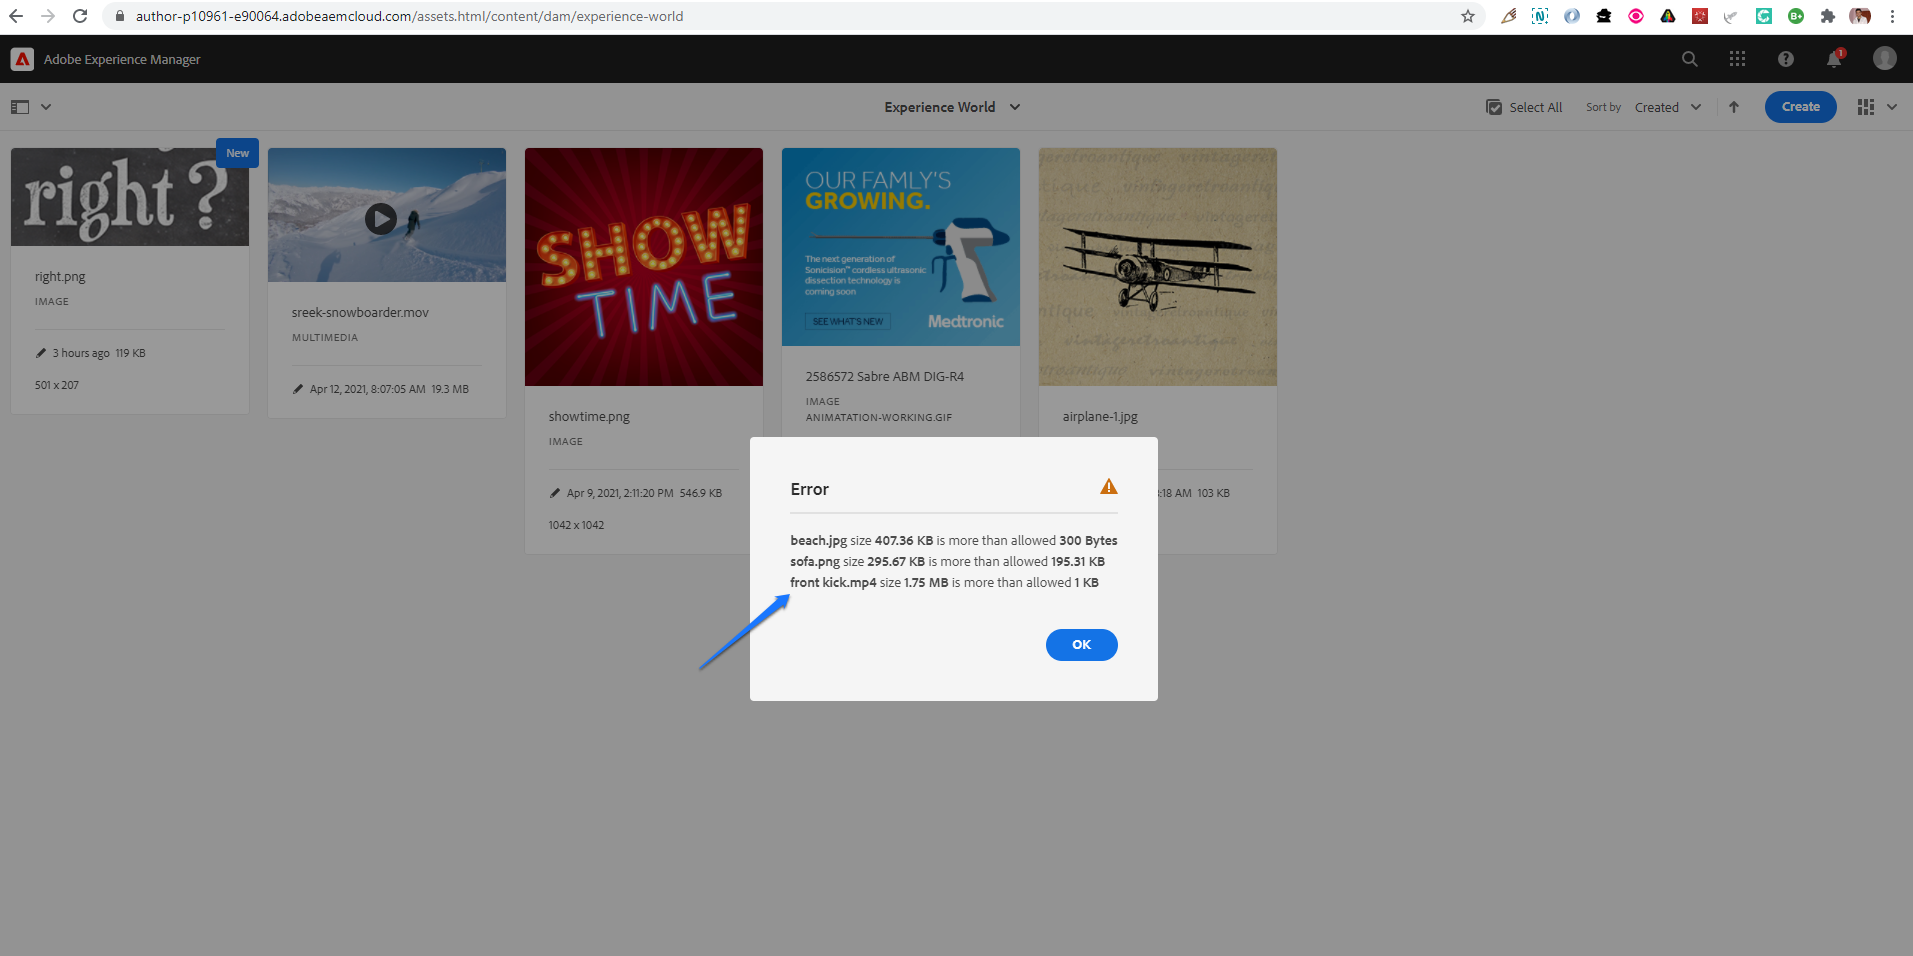 author-p10961-e90064.adobeaemcloud.com/assets.html/content/dam/experience-world
Adobe Experience Manager
1
Experience World
Select All
Sort by
Created
Create
right ?
New
right.png
IMAGE
3 hours ago 119 KB
501 x 207
sreek-snowboarder.mov
MULTIMEDIA
Apr 12, 2021, 8:07:05 AM 19.3 MB
SHOW
TIME
showtime.png
IMAGE
Apr 9, 2021, 2:11:20 PM 546.9 KB
1042 x 1042
OUR FAMLY'S
GROWING.
The next generation of
Sonicision™ cordless ultrasonic
dissection technology is
coming soon
SEE WHAT'S NEW
Medtronic
2586572 Sabre ABM DIG-R4
IMAGE
ANIMATATION-WORKING.GIF
vintageretroantique
airplane-1.jpg
:18 AM 103 KB
Error
beach.jpg size 407.36 KB is more than allowed 300 Bytes
sofa.png size 295.67 KB is more than allowed 195.31 KB
front kick.mp4 size 1.75 MB is more than allowed 1 KB
OK